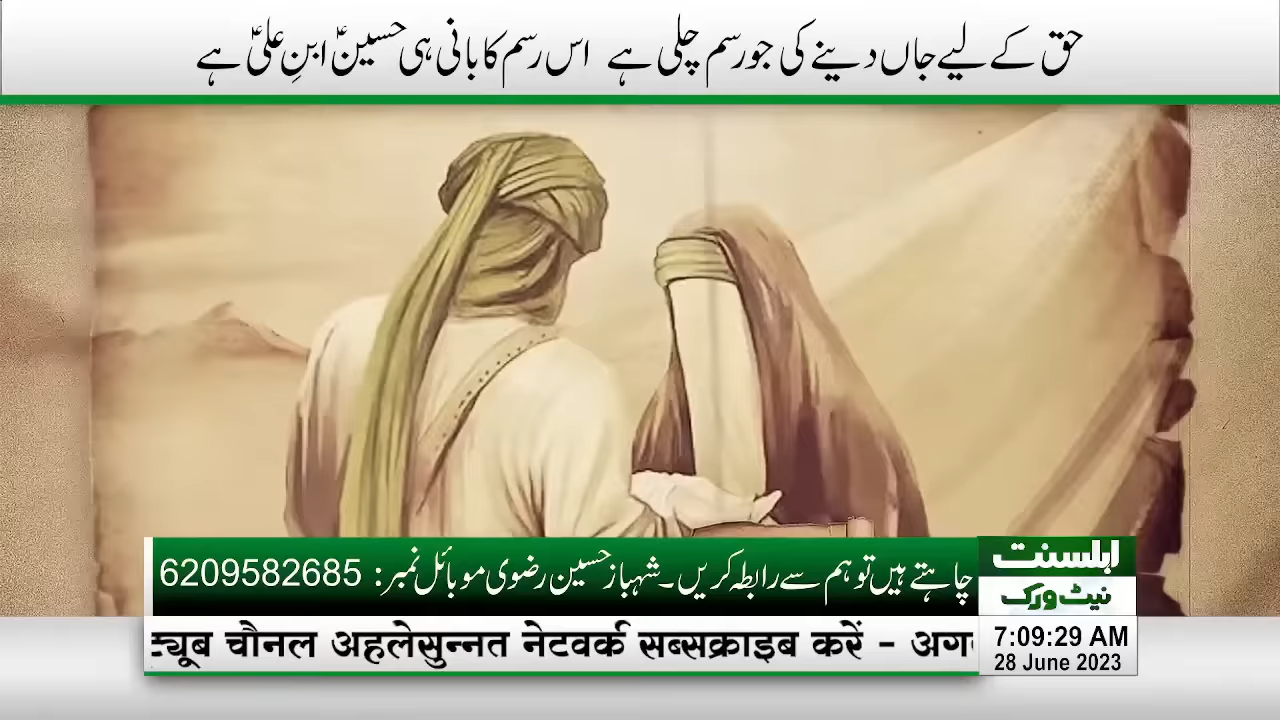 حق کے لیے جاں دینے کی جو رسم چلی ہے اس رسم کا بانی ہی حسینؑ ابنِ علیؑ ہے
چاہتے ہیں تو ہم سے رابطہ کریں۔ شہباز حسین رضوی موبائل نمبر: 6209582685
اہلسنت
نیٹ ورک
ट्यूब चौनल अहलेसुन्नत नेटवर्क सब्सक्राइब करें - अग
7:09:29 AM
28 June 2023